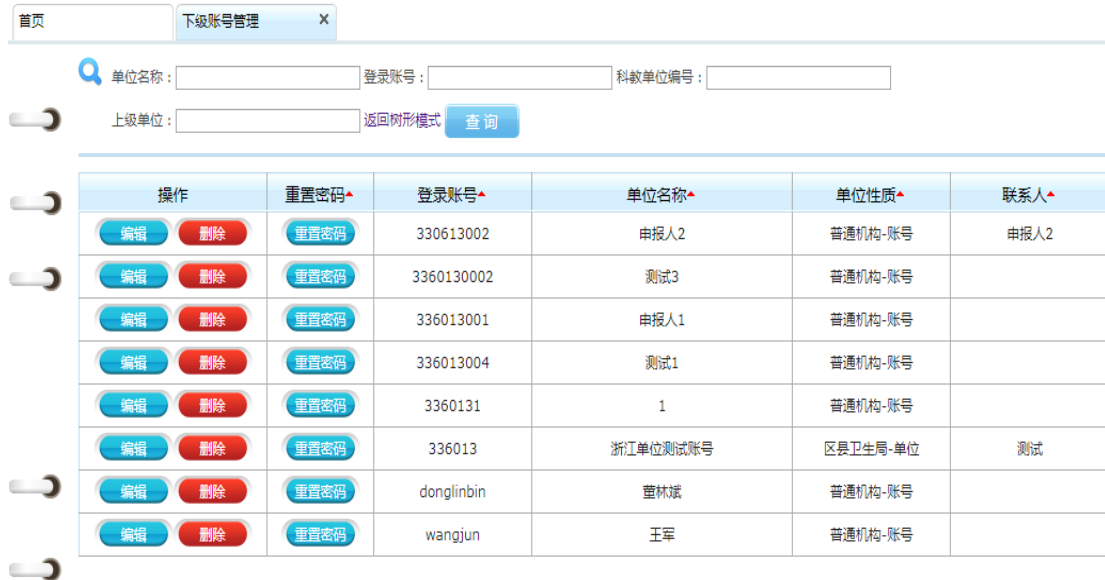 首页 下级账号管理 X
单位名称： 登录账号： 科教单位编号：
上级单位： 返回树形模式 查询
操作 重置密码 登录账号 单位名称 单位性质 联系人
编辑 删除 重置密码 330613002 申报人2 普通机构-账号 申报人2
编辑 删除 重置密码 3360130002 测试3 普通机构-账号
编辑 删除 重置密码 336013001 申报人1 普通机构-账号
编辑 删除 重置密码 336013004 测试1 普通机构-账号
编辑 删除 重置密码 3360131 1 普通机构-账号
编辑 删除 重置密码 336013 浙江单位测试账号 区县卫生局-单位 测试
编辑 删除 重置密码 donglinbin 董林斌 普通机构-账号
编辑 删除 重置密码 wangjun 王军 普通机构-账号